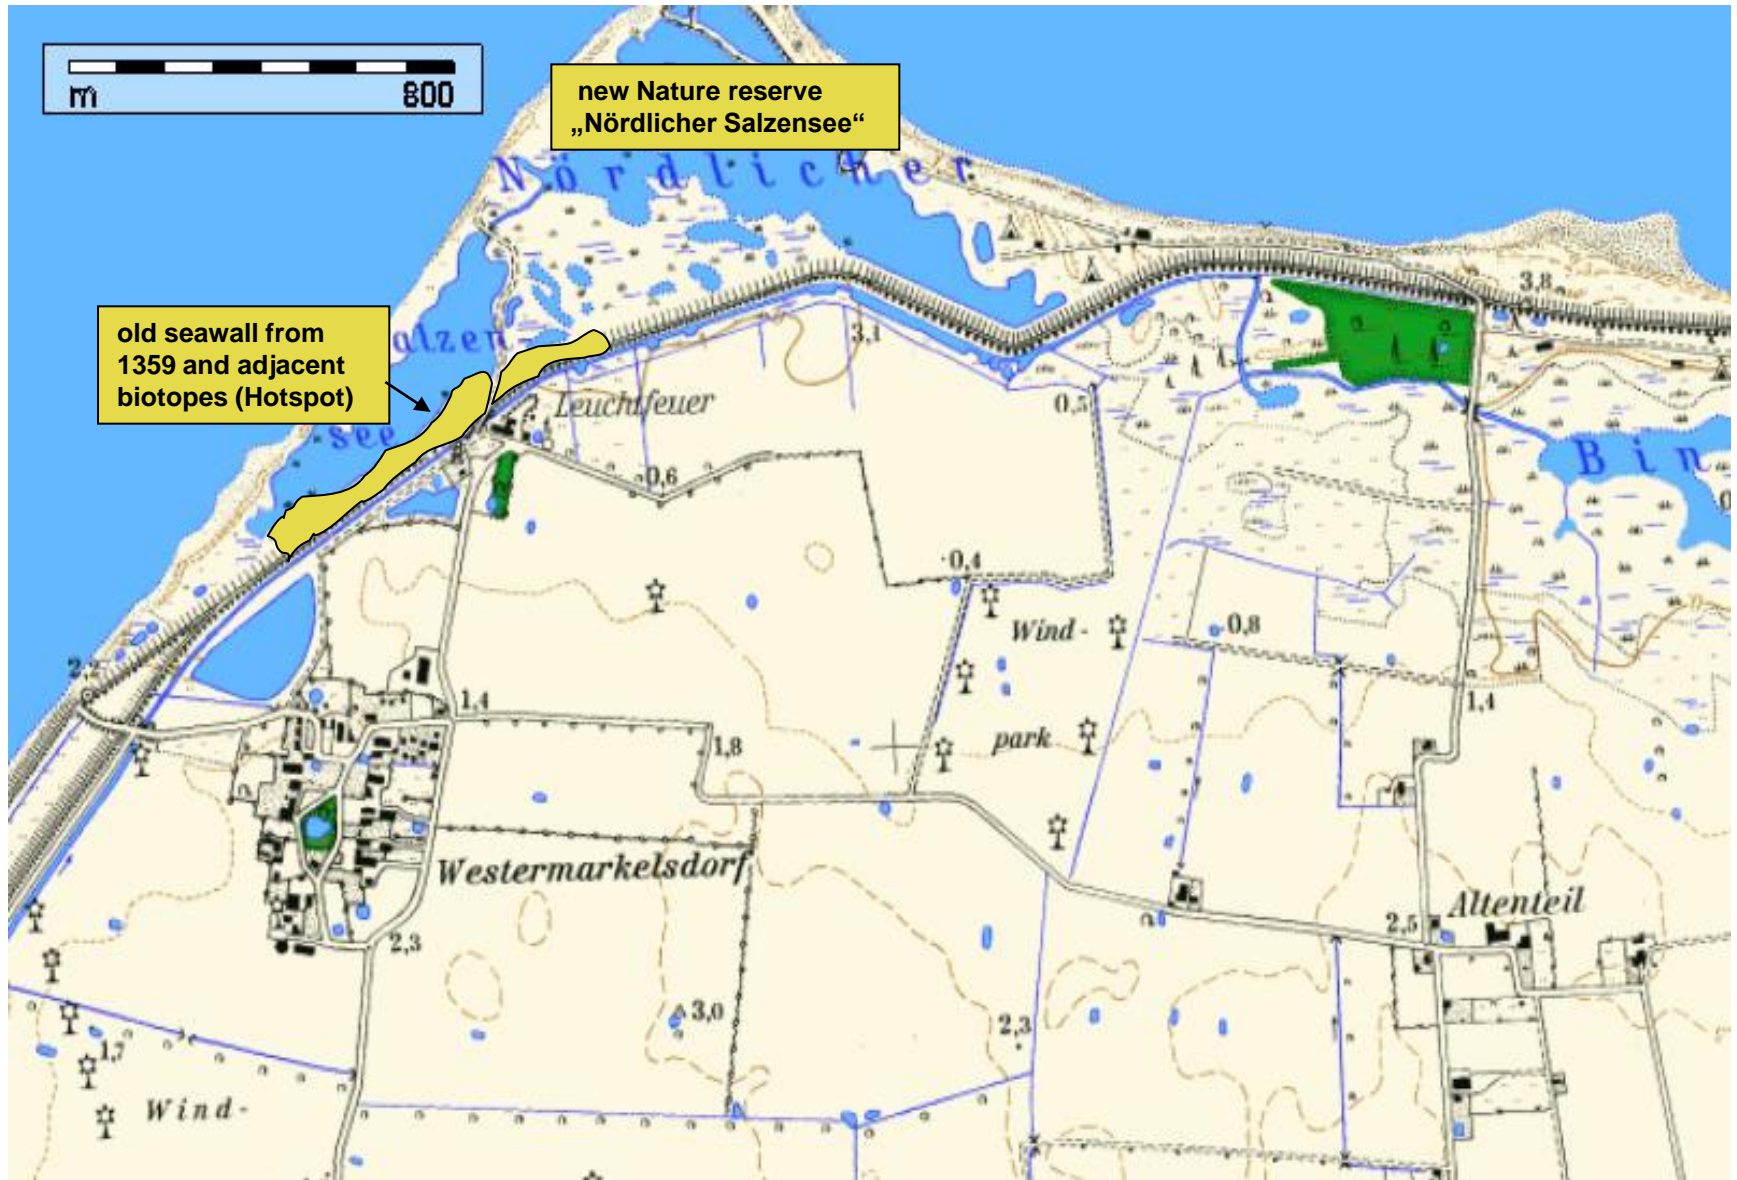 m 800
new Nature reserve
„Nördlicher Salzensee“
Nördlicher
old seawall from
1359 and adjacent
biotopes (Hotspot)
alzen-
see
Leuchtfeuer
3,8
3,1
0,5
0,6
Bin
0,4
Wind-
0,8
2,2
1,4
1,4
park
1,8
Westermarkelsdorf
Altenteil
2,5
2,3
3,0
2,3
1,7
Wind-